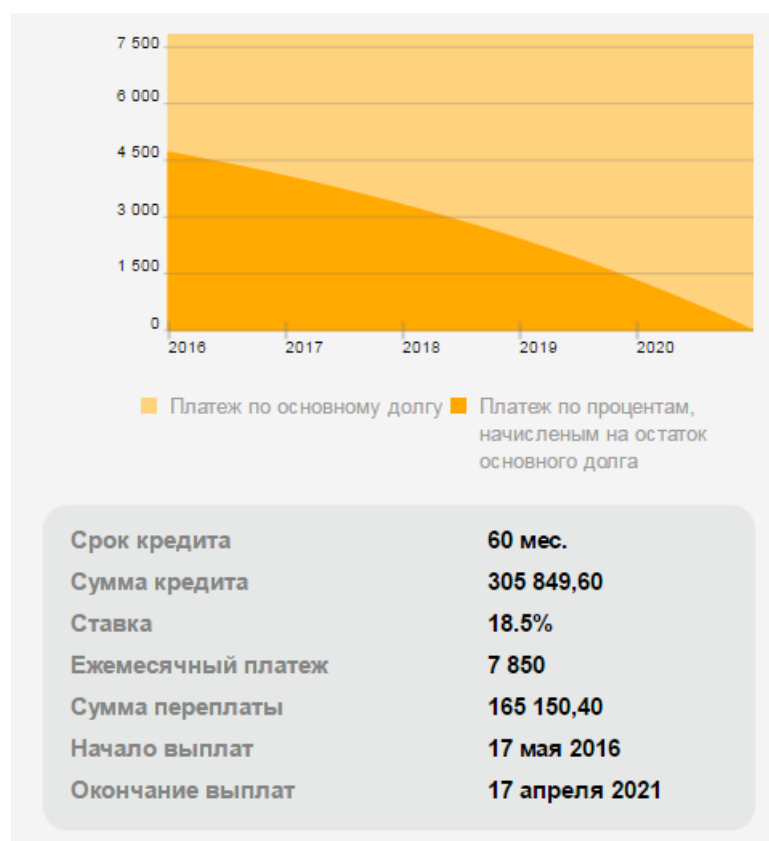 7 500
6 000
4 500
3 000
1 500
0
2016 2017 2018 2019 2020
Платеж по основному долгу Платеж по процентам,
начисленым на остаток
основного долга
Срок кредита 60 мес.
Сумма кредита 305 849,60
Ставка 18.5%
Ежемесячный платеж 7 850
Сумма переплаты 165 150,40
Начало выплат 17 мая 2016
Окончание выплат 17 апреля 2021